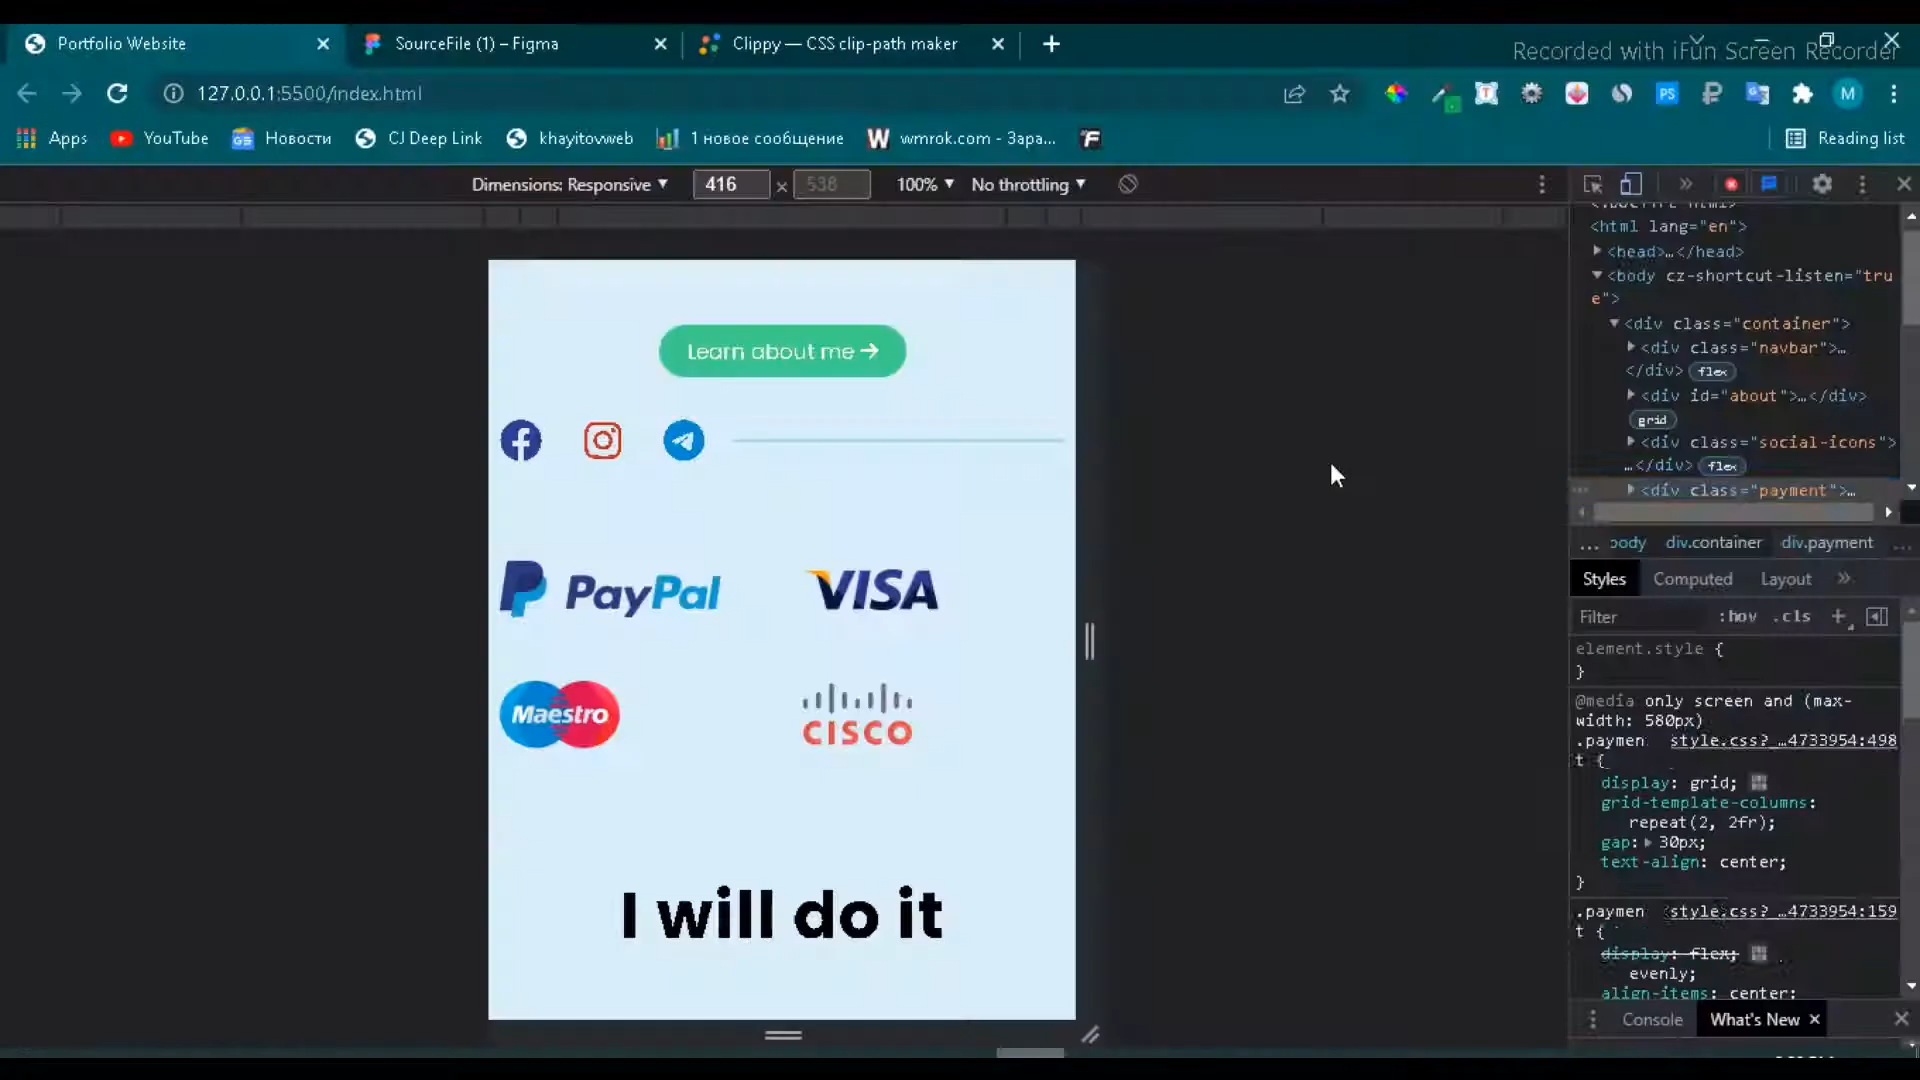 Portfolio Website
SourceFile (1) – Figma
Clippy — CSS clip-path maker
Recorded with iFun Screen Recorder
127.0.0.1:5500/index.html
PS
M
Apps
YouTube
GS
Новости
CJ Deep Link
khayitovweb
1 новое сообщение
W
wmrok.com - Зара...
Reading list
Dimensions: Responsive
416
538
100%
No throttling
<!DOCTYPE html>
<html lang="en">
<head>…</head>
<body cz-shortcut-listen="tru
e">
<div class="container">
<div class="navbar">…
</div> flex
<div id="about">…</div>
grid
<div class="social-icons">
…</div> flex
<div class="payment">…
... body div.container div.payment ...
Styles Computed Layout
Filter :hov .cls
element.style {
}
@media only screen and (max-
width: 580px)
.paymen style.css?_…4733954:498
t {
display: grid;
grid-template-columns:
repeat(2, 2fr);
gap: 30px;
text-align: center;
}
.paymen style.css?_…4733954:159
t {
display: flex;
evenly;
align-items: center;
Console What's New
Learn about me
PayPal
VISA
Maestro
CISCO
I will do it